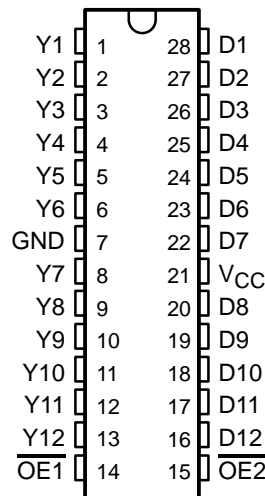 Y1 1 28 D1
Y2 2 27 D2
Y3 3 26 D3
Y4 4 25 D4
Y5 5 24 D5
Y6 6 23 D6
GND 7 22 D7
Y7 8 21 VCC
Y8 9 20 D8
Y9 10 19 D9
Y10 11 18 D10
Y11 12 17 D11
Y12 13 16 D12
OE1 14 15 OE2